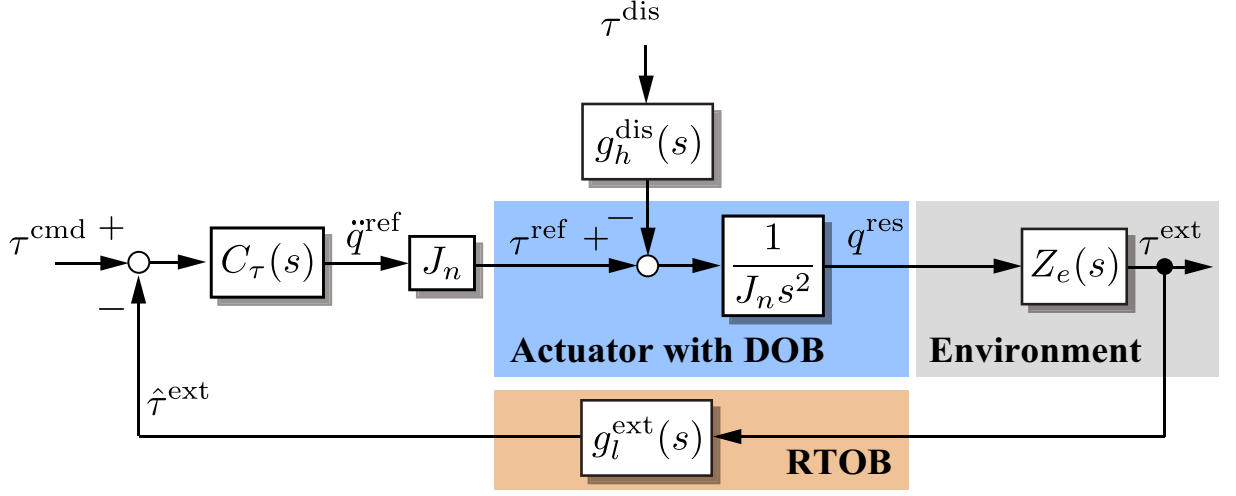 τ^dis
g_h^dis(s)
τ^cmd + C_τ(s) q̈^ref J_n τ^ref + − 1/(J_n s²) q^res Z_e(s) τ^ext
−
Actuator with DOB Environment
τ̂^ext g_l^ext(s)
RTOB